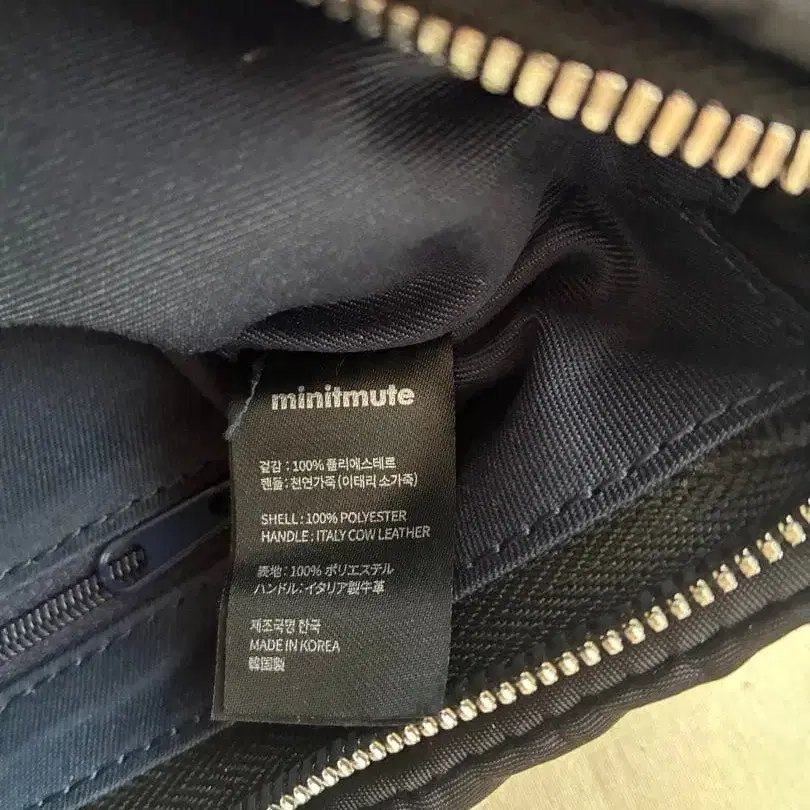 minitmute
겉감 : 100% 폴리에스테르
핸들 : 천연가죽 (이태리 소가죽)
SHELL : 100% POLYESTER
HANDLE : ITALY COW LEATHER
表地 : 100% ポリエステル
ハンドル : イタリア製牛革
제조국명 한국
MADE IN KOREA
韓国製